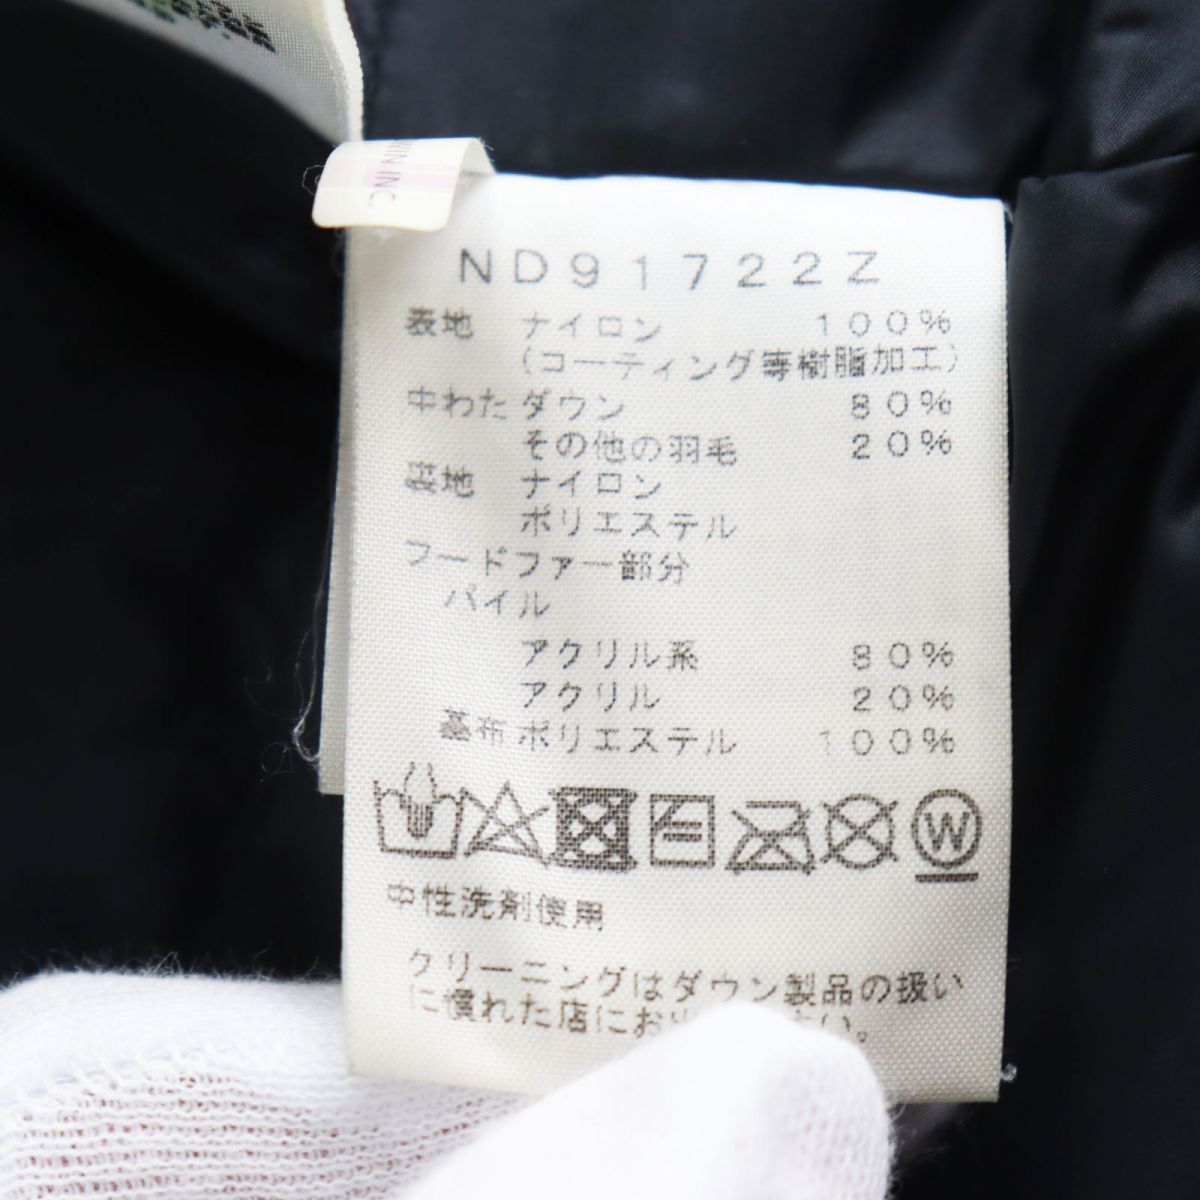 WIN INC.
ND91722Z
表地 ナイロン 100%
(コーティング等樹脂加工)
中わた ダウン 80%
その他の羽毛 20%
裏地 ナイロン
ポリエステル
フードファー部分
パイル
アクリル系 80%
アクリル 20%
基布 ポリエステル 100%
W
中性洗剤使用
クリーニングはダウン製品の扱い
に慣れた店にお
い。